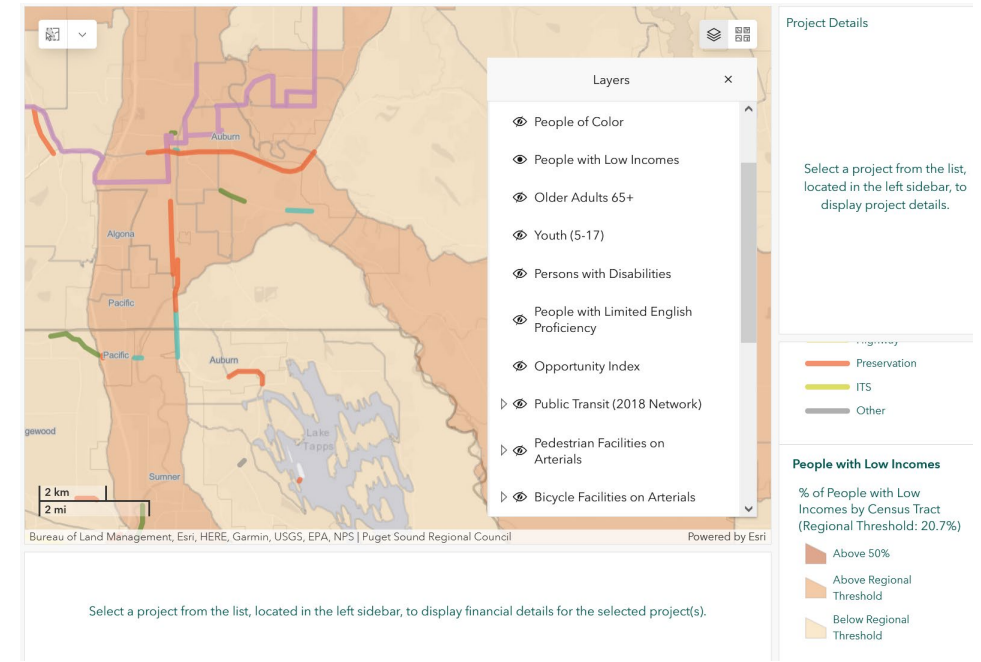 Project Details
Layers
People of Color
People with Low Incomes
Older Adults 65+
Youth (5-17)
Persons with Disabilities
People with Limited English
Proficiency
Opportunity Index
Public Transit (2018 Network)
Pedestrian Facilities on
Arterials
Bicycle Facilities on Arterials
Auburn
Algona
Pacific
Pacific
Auburn
Lake
Tapps
gewood
Sumner
2 km
2 mi
Bureau of Land Management, Esri, HERE, Garmin, USGS, EPA, NPS | Puget Sound Regional Council
Powered by Esri
Select a project from the list,
located in the left sidebar, to
display project details.
Preservation
ITS
Other
People with Low Incomes
% of People with Low
Incomes by Census Tract
(Regional Threshold: 20.7%)
Above 50%
Above Regional
Threshold
Below Regional
Threshold
Select a project from the list, located in the left sidebar, to display financial details for the selected project(s).